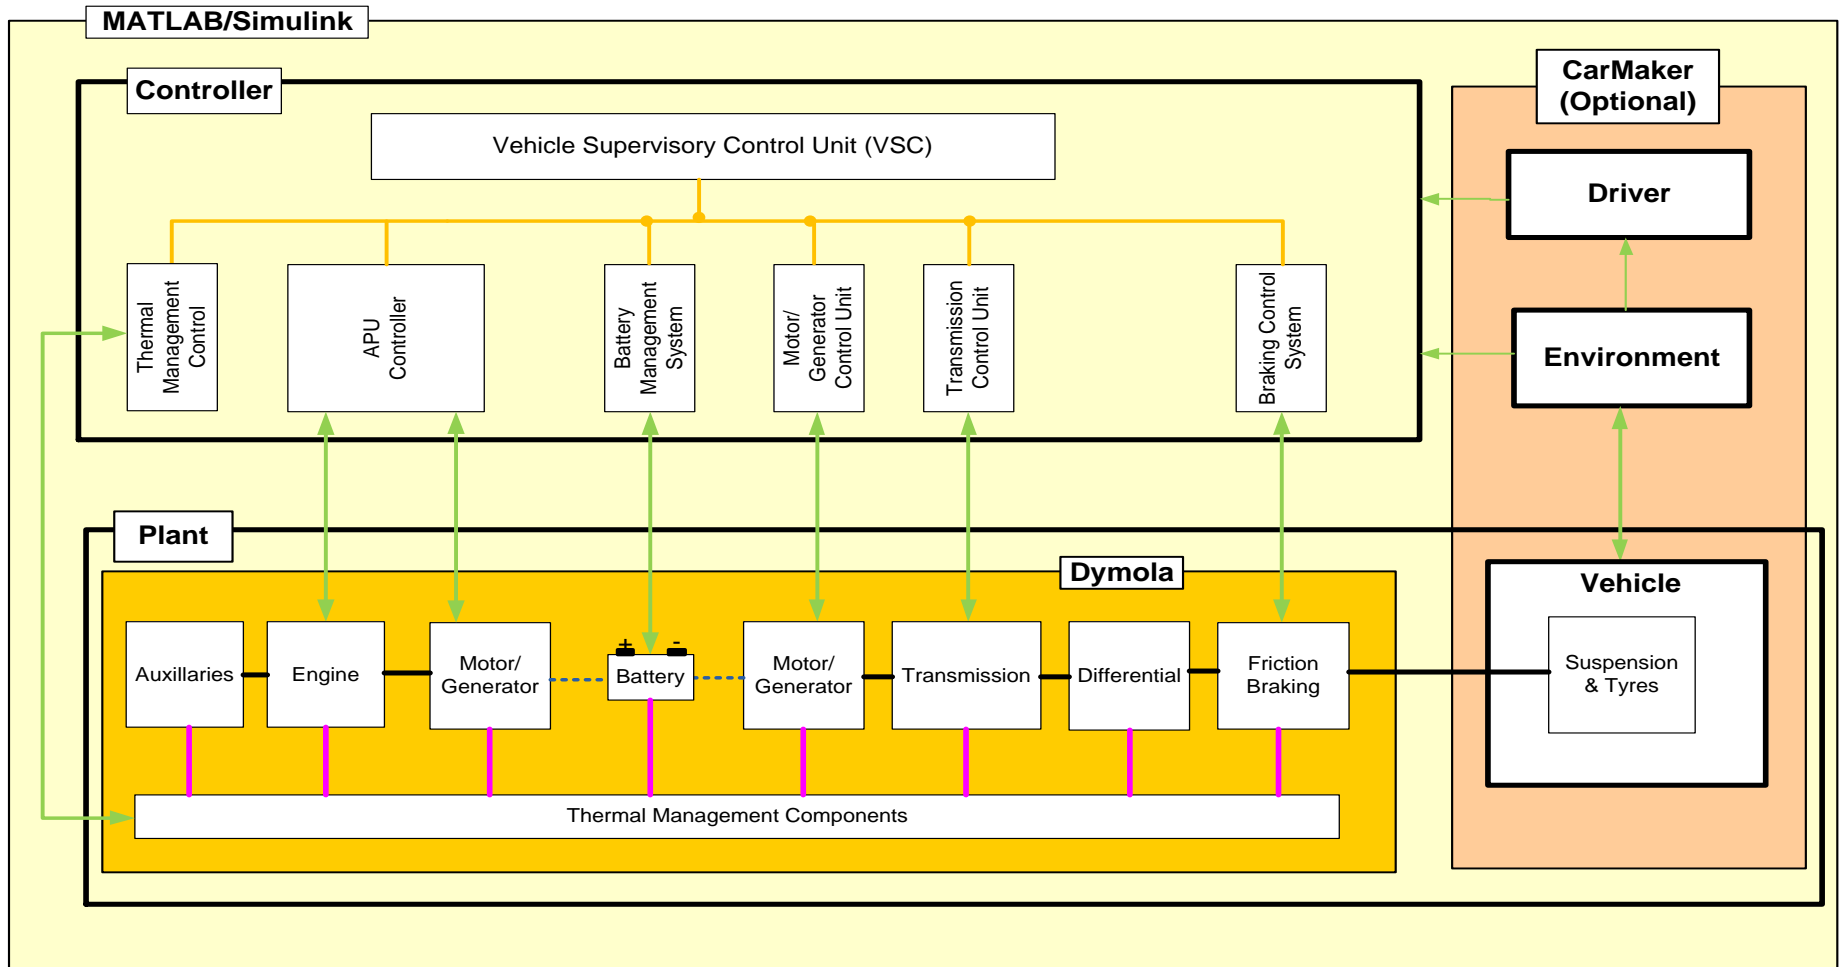 MATLAB/Simulink
Controller
CarMaker
(Optional)
Vehicle Supervisory Control Unit (VSC)
Driver
Thermal
Management
Control
APU
Controller
Battery
Management
System
Motor/
Generator
Control Unit
Transmission
Control Unit
Braking Control
System
Environment
Plant
Dymola
Vehicle
Auxillaries
Engine
Motor/
Generator
+ -
Battery
Motor/
Generator
Transmission
Differential
Friction
Braking
Suspension
& Tyres
Thermal Management Components